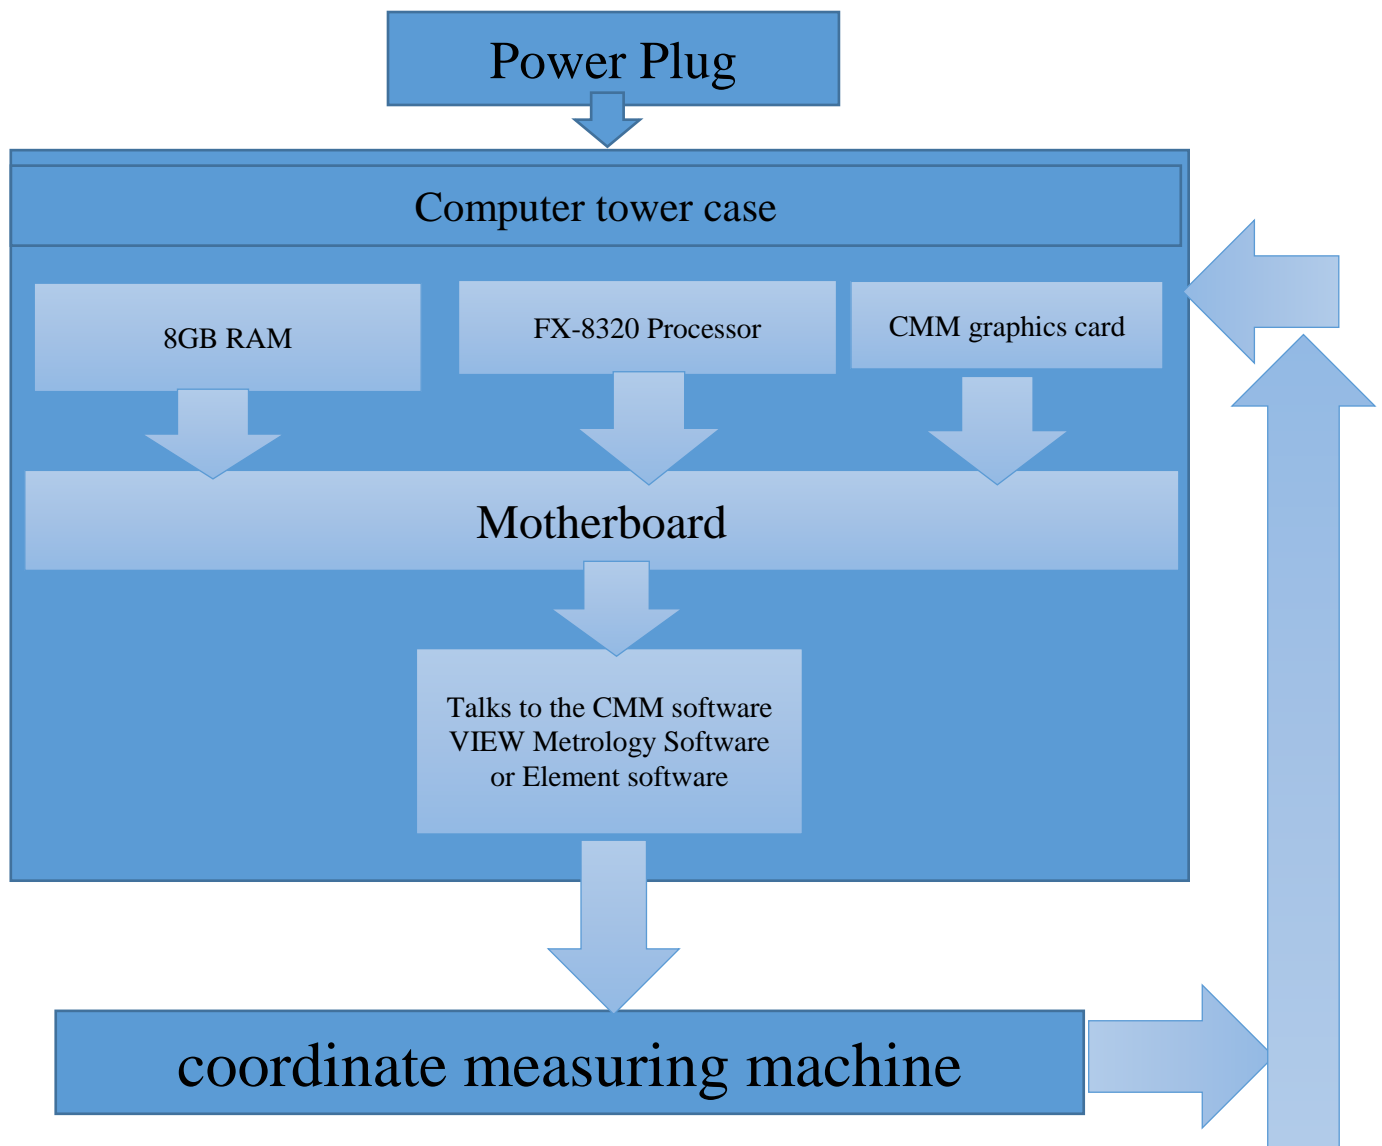 Power Plug
Computer tower case
8GB RAM
FX-8320 Processor
CMM graphics card
Motherboard
Talks to the CMM software
VIEW Metrology Software
or Element software
coordinate measuring machine